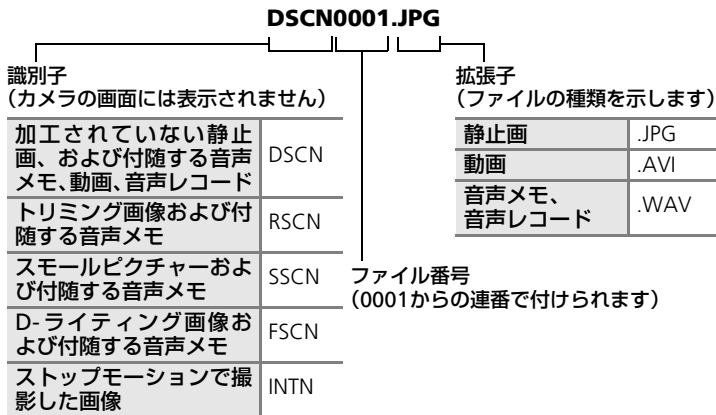 DSCN0001.JPG
識別子
（カメラの画面には表示されません）
加工されていない静止
画、および付随する音声
メモ、動画、音声レコード
DSCN
トリミング画像および付
随する音声メモ
RSCN
スモールピクチャーおよ
び付随する音声メモ
SSCN
D-ライティング画像お
よび付随する音声メモ
FSCN
ストップモーションで撮
影した画像
INTN
ファイル番号
（0001からの連番で付けられます）
拡張子
（ファイルの種類を示します）
静止画
.JPG
動画
.AVI
音声メモ、
音声レコード
.WAV